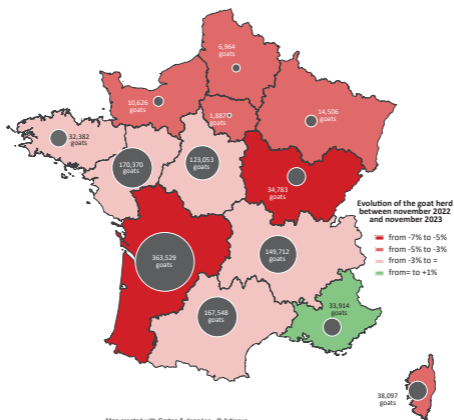 6,964
goats
10,626
goats
1,887
goats
14,506
goats
32,382
goats
170,370
goats
123,053
goats
34,783
goats
Evolution of the goat herd
between november 2022
and november 2023
from -7% to -5%
from -5% to -3%
from -3% to =
from= to +1%
363,529
goats
149,712
goats
167,548
goats
33,914
goats
38,097
goats